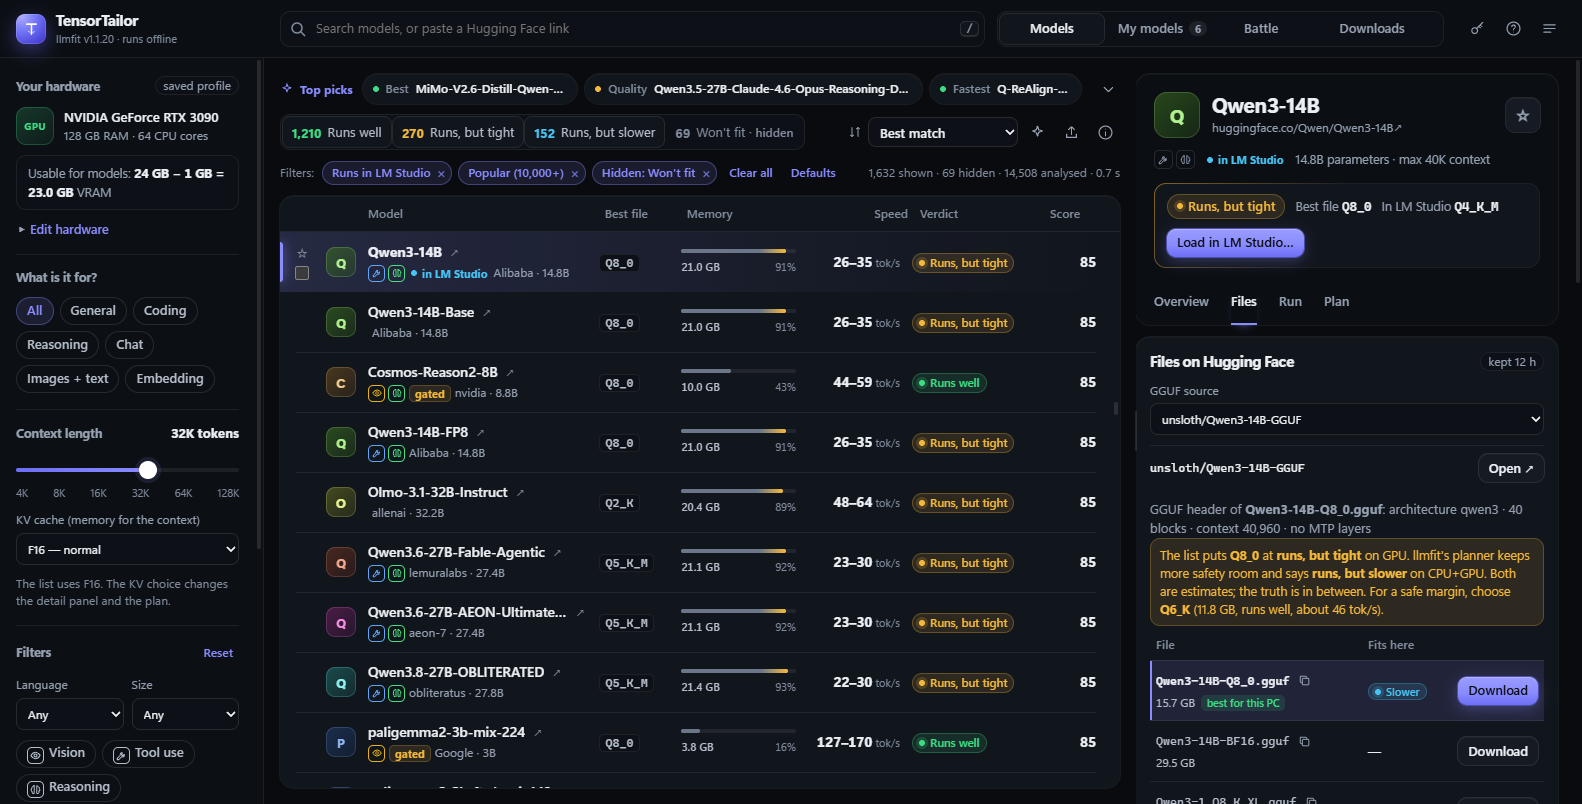 TensorTailor
llmfit v1.1.20 · runs offline
Search models, or paste a Hugging Face link
/
Models
My models 6
Battle
Downloads
Your hardware
saved profile
GPU
NVIDIA GeForce RTX 3090
128 GB RAM · 64 CPU cores
Usable for models: 24 GB − 1 GB =
23.0 GB VRAM
▸ Edit hardware
What is it for?
All
General
Coding
Reasoning
Chat
Images + text
Embedding
Context length
32K tokens
4K 8K 16K 32K 64K 128K
KV cache (memory for the context)
F16 — normal
The list uses F16. The KV choice changes
the detail panel and the plan.
Filters
Reset
Language
Size
Any
Any
Vision
Tool use
Reasoning
Top picks
Best MiMo-V2.6-Distill-Qwen-...
Quality Qwen3.5-27B-Claude-4.6-Opus-Reasoning-D...
Fastest Q-ReAlign-...
1,210 Runs well
270 Runs, but tight
152 Runs, but slower
69 Won't fit · hidden
Best match
Filters:
Runs in LM Studio ×
Popular (10,000+) ×
Hidden: Won't fit ×
Clear all
Defaults
1,632 shown · 69 hidden · 14,508 analysed · 0.7 s
Model Best file Memory Speed Verdict Score
Q
Qwen3-14B ↗
in LM Studio Alibaba · 14.8B
Q8_0
21.0 GB 91%
26–35 tok/s
Runs, but tight
85
Q
Qwen3-14B-Base ↗
Alibaba · 14.8B
Q8_0
21.0 GB 91%
26–35 tok/s
Runs, but tight
85
C
Cosmos-Reason2-8B ↗
gated nvidia · 8.8B
Q8_0
10.0 GB 43%
44–59 tok/s
Runs well
85
Q
Qwen3-14B-FP8 ↗
Alibaba · 14.8B
Q8_0
21.0 GB 91%
26–35 tok/s
Runs, but tight
85
O
Olmo-3.1-32B-Instruct ↗
allenai · 32.2B
Q2_K
20.4 GB 89%
48–64 tok/s
Runs, but tight
85
Q
Qwen3.6-27B-Fable-Agentic ↗
lemuralabs · 27.4B
Q5_K_M
21.1 GB 92%
23–30 tok/s
Runs, but tight
85
Q
Qwen3.6-27B-AEON-Ultimate... ↗
aeon-7 · 27.4B
Q5_K_M
21.1 GB 92%
23–30 tok/s
Runs, but tight
85
Q
Qwen3.8-27B-OBLITERATED ↗
obliteratus · 27.8B
Q5_K_M
21.4 GB 93%
22–30 tok/s
Runs, but tight
85
P
paligemma2-3b-mix-224 ↗
gated Google · 3B
Q8_0
3.8 GB 16%
127–170 tok/s
Runs well
85
Q
Qwen3-14B
huggingface.co/Qwen/Qwen3-14B↗
in LM Studio 14.8B parameters · max 40K context
Runs, but tight Best file Q8_0 In LM Studio Q4_K_M
Load in LM Studio...
Overview
Files
Run
Plan
Files on Hugging Face
kept 12 h
GGUF source
unsloth/Qwen3-14B-GGUF
unsloth/Qwen3-14B-GGUF
Open ↗
GGUF header of Qwen3-14B-Q8_0.gguf: architecture qwen3 · 40
blocks · context 40,960 · no MTP layers
The list puts Q8_0 at runs, but tight on GPU. llmfit's planner keeps
more safety room and says runs, but slower on CPU+GPU. Both
are estimates; the truth is in between. For a safe margin, choose
Q6_K (11.8 GB, runs well, about 46 tok/s).
File Fits here
Qwen3-14B-Q8_0.gguf
15.7 GB best for this PC
Slower
Download
Qwen3-14B-BF16.gguf
29.5 GB
—
Download